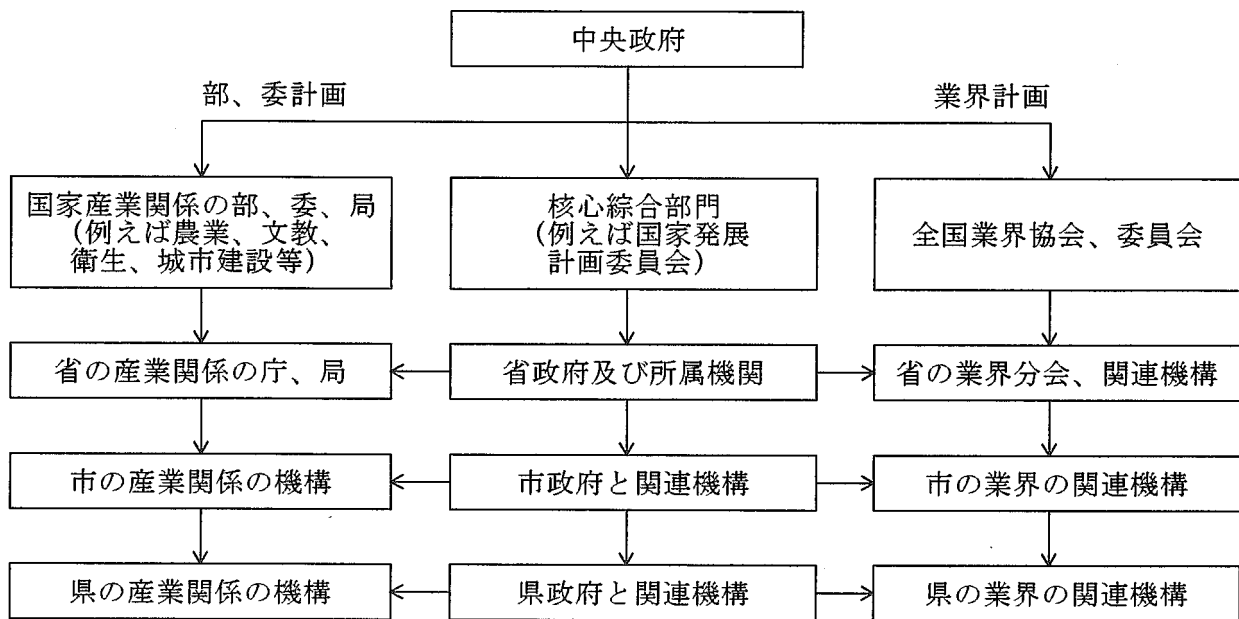 中央政府
部、委計画
業界計画
国家産業関係の部、委、局
(例えば農業、文教、
衛生、城市建設等)
核心綜合部門
(例えば国家発展
計画委員会)
全国業界協会、委員会
省の産業関係の庁、局
省政府及び所属機関
省の業界分会、関連機構
市の産業関係の機構
市政府と関連機構
市の業界の関連機構
県の産業関係の機構
県政府と関連機構
県の業界の関連機構